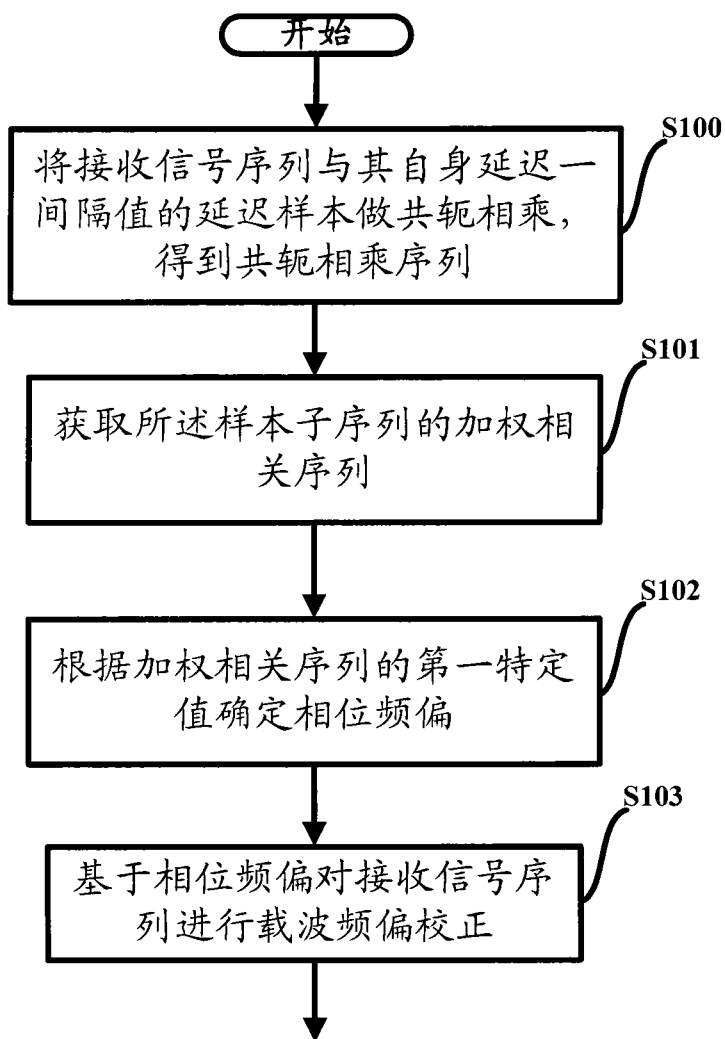 开始
S100
将接收信号序列与其自身延迟一
间隔值的延迟样本做共轭相乘，
得到共轭相乘序列
S101
获取所述样本子序列的加权相
关序列
S102
根据加权相关序列的第一特定
值确定相位频偏
S103
基于相位频偏对接收信号序
列进行载波频偏校正